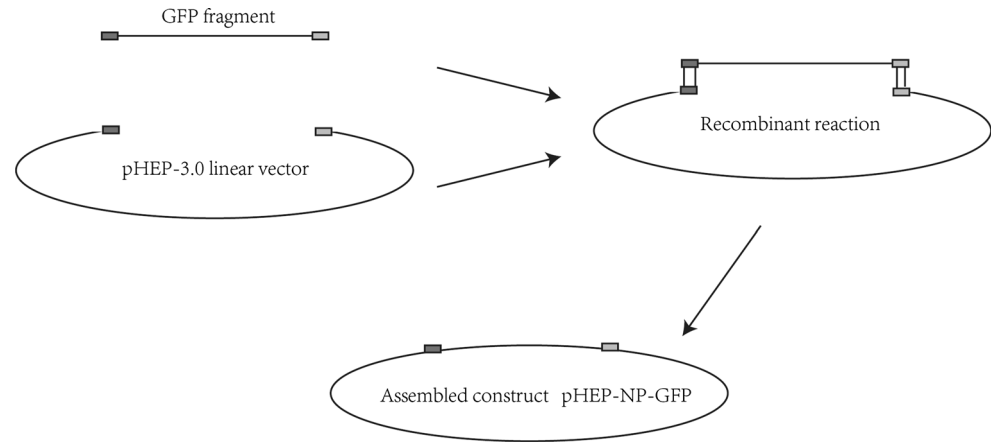 GFP fragment
pHEP-3.0 linear vector
Recombinant reaction
Assembled construct pHEP-NP-GFP